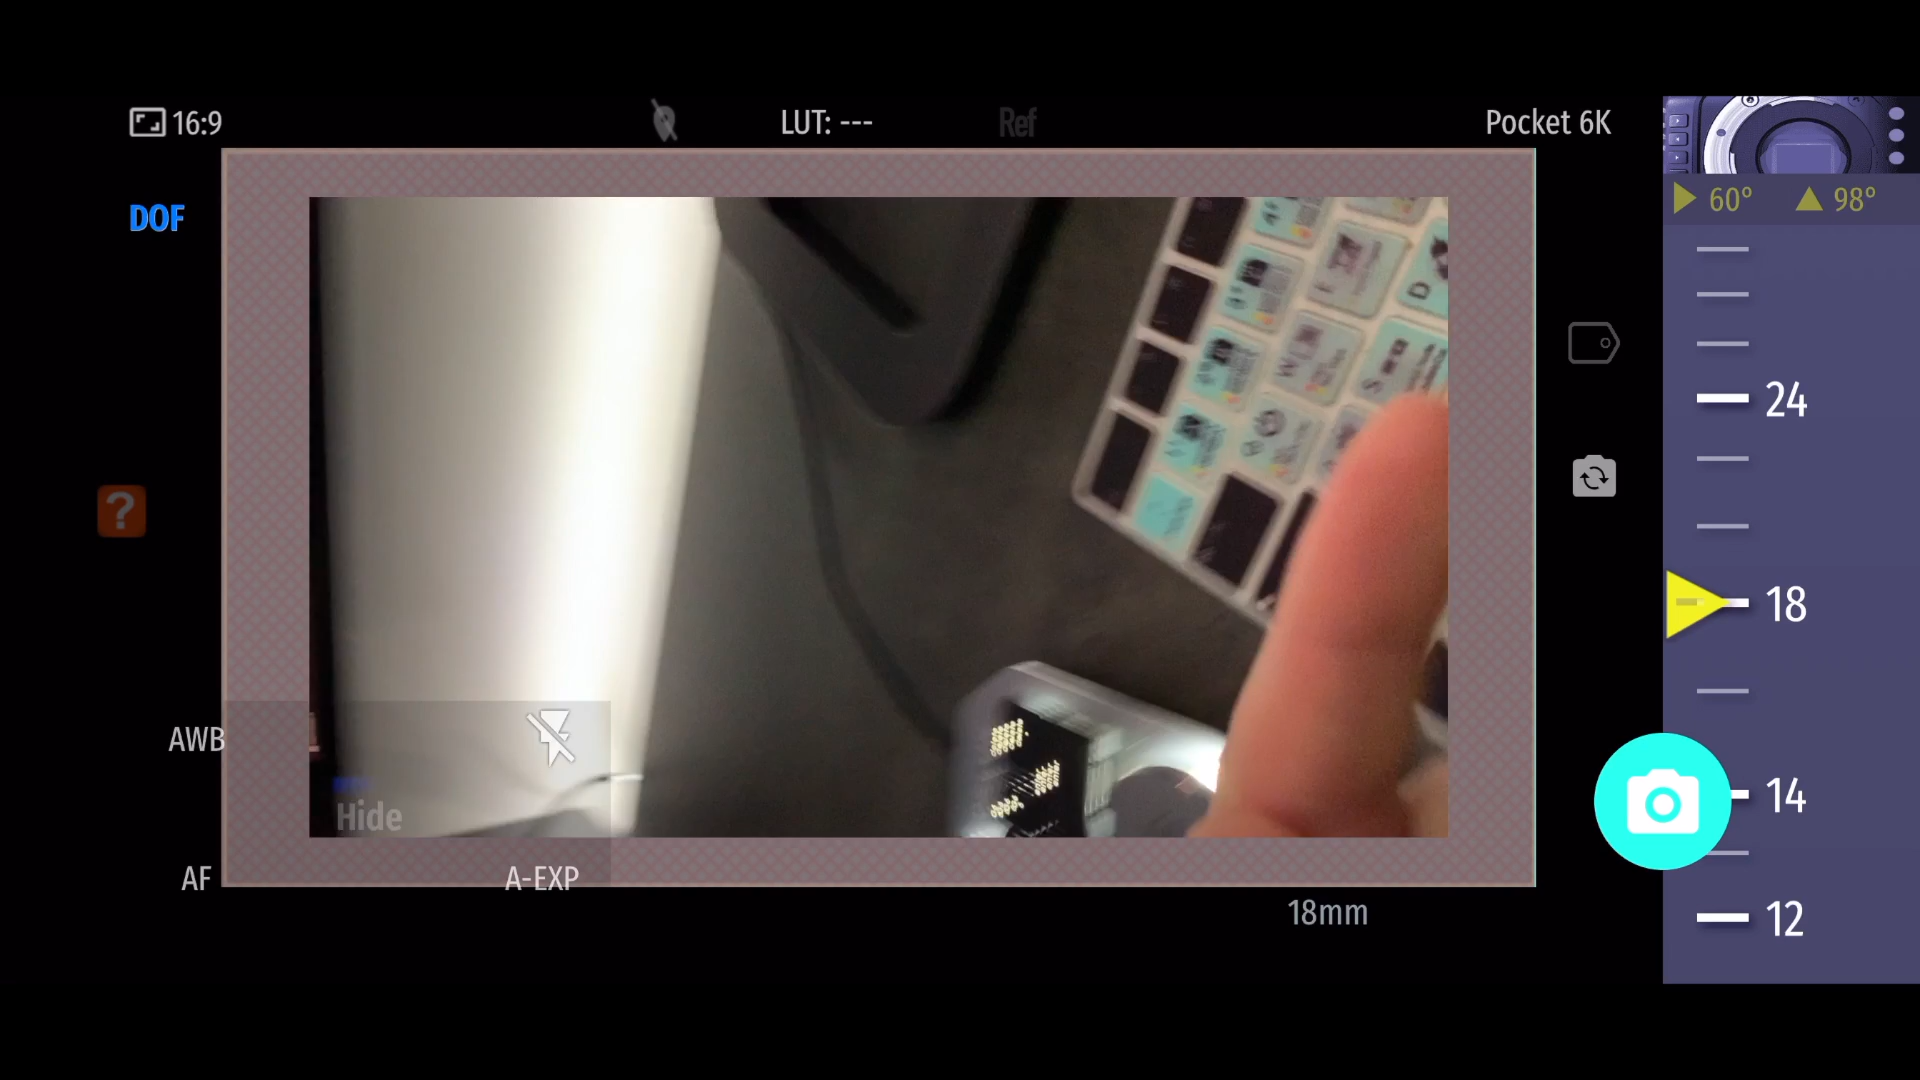 16:9
LUT: ---
Ref
Pocket 6K
60° 98°
DOF
24
?
18
AWB
14
Hide
AF
A-EXP
18mm
12
D
W
S